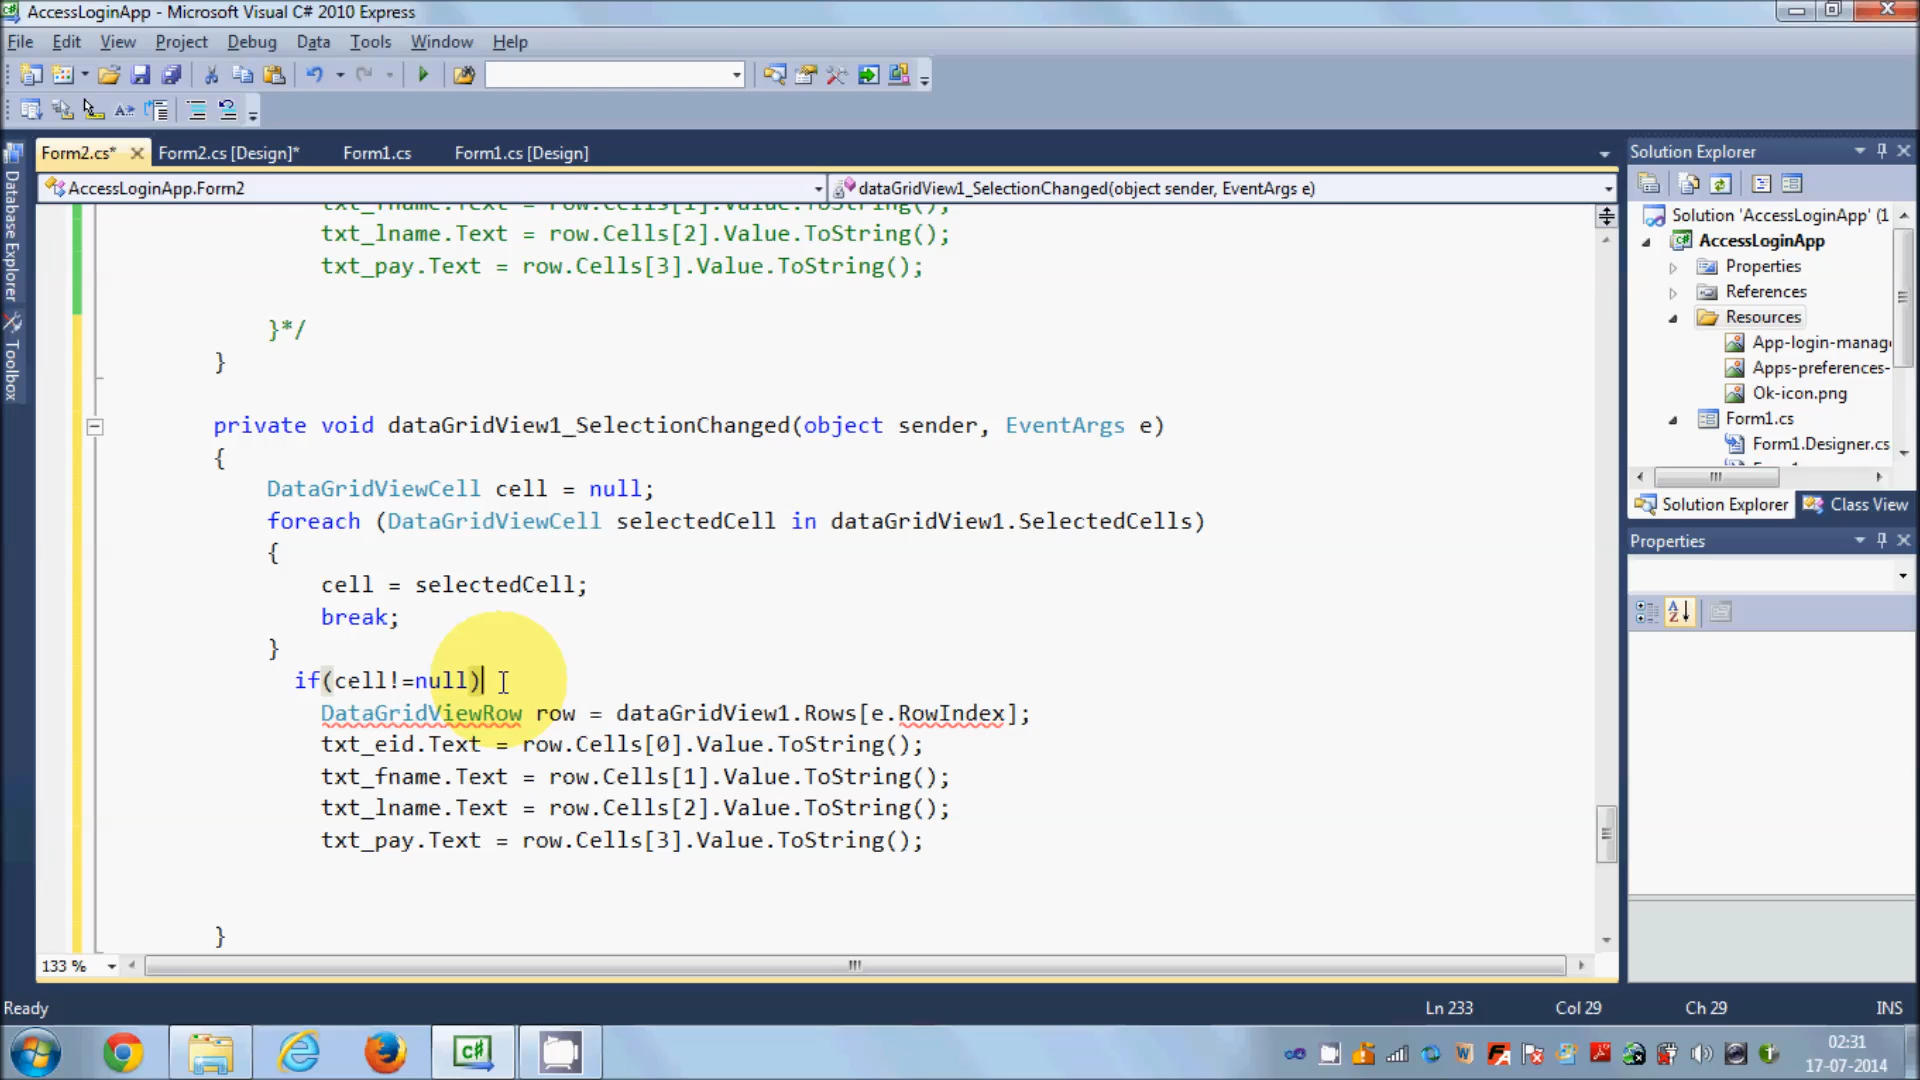 AccessLoginApp - Microsoft Visual C# 2010 Express
File Edit View Project Debug Data Tools Window Help
Form2.cs* Form2.cs [Design]* Form1.cs Form1.cs [Design]
AccessLoginApp.Form2
dataGridView1_SelectionChanged(object sender, EventArgs e)
Database Explorer
Toolbox
txt_fname.Text = row.Cells[1].Value.ToString();
txt_lname.Text = row.Cells[2].Value.ToString();
txt_pay.Text = row.Cells[3].Value.ToString();
}*/
}
private void dataGridView1_SelectionChanged(object sender, EventArgs e)
{
DataGridViewCell cell = null;
foreach (DataGridViewCell selectedCell in dataGridView1.SelectedCells)
{
cell = selectedCell;
break;
}
if(cell!=null)
DataGridViewRow row = dataGridView1.Rows[e.RowIndex];
txt_eid.Text = row.Cells[0].Value.ToString();
txt_fname.Text = row.Cells[1].Value.ToString();
txt_lname.Text = row.Cells[2].Value.ToString();
txt_pay.Text = row.Cells[3].Value.ToString();
}
133 %
Solution Explorer
Solution 'AccessLoginApp' (1
AccessLoginApp
Properties
References
Resources
App-login-manag
Apps-preferences-
Ok-icon.png
Form1.cs
Form1.Designer.cs
Solution Explorer Class View
Properties
Ready
Ln 233 Col 29 Ch 29 INS
02:31
17-07-2014